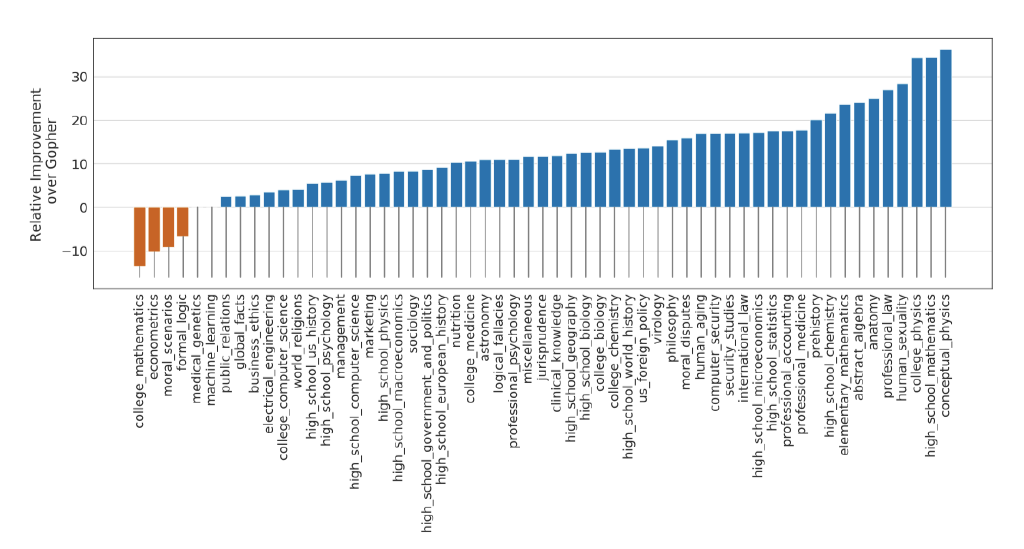 Relative Improvement
over Gopher
30
20
10
0
−10
college_mathematics
econometrics
moral_scenarios
formal_logic
medical_genetics
machine_learning
public_relations
global_facts
business_ethics
electrical_engineering
college_computer_science
world_religions
high_school_us_history
high_school_psychology
management
high_school_computer_science
marketing
high_school_physics
high_school_macroeconomics
sociology
high_school_government_and_politics
high_school_european_history
nutrition
college_medicine
astronomy
logical_fallacies
professional_psychology
miscellaneous
jurisprudence
clinical_knowledge
high_school_geography
high_school_biology
college_biology
college_chemistry
high_school_world_history
us_foreign_policy
virology
philosophy
moral_disputes
human_aging
computer_security
security_studies
international_law
high_school_microeconomics
high_school_statistics
professional_accounting
professional_medicine
prehistory
high_school_chemistry
elementary_mathematics
abstract_algebra
anatomy
professional_law
human_sexuality
college_physics
high_school_mathematics
conceptual_physics